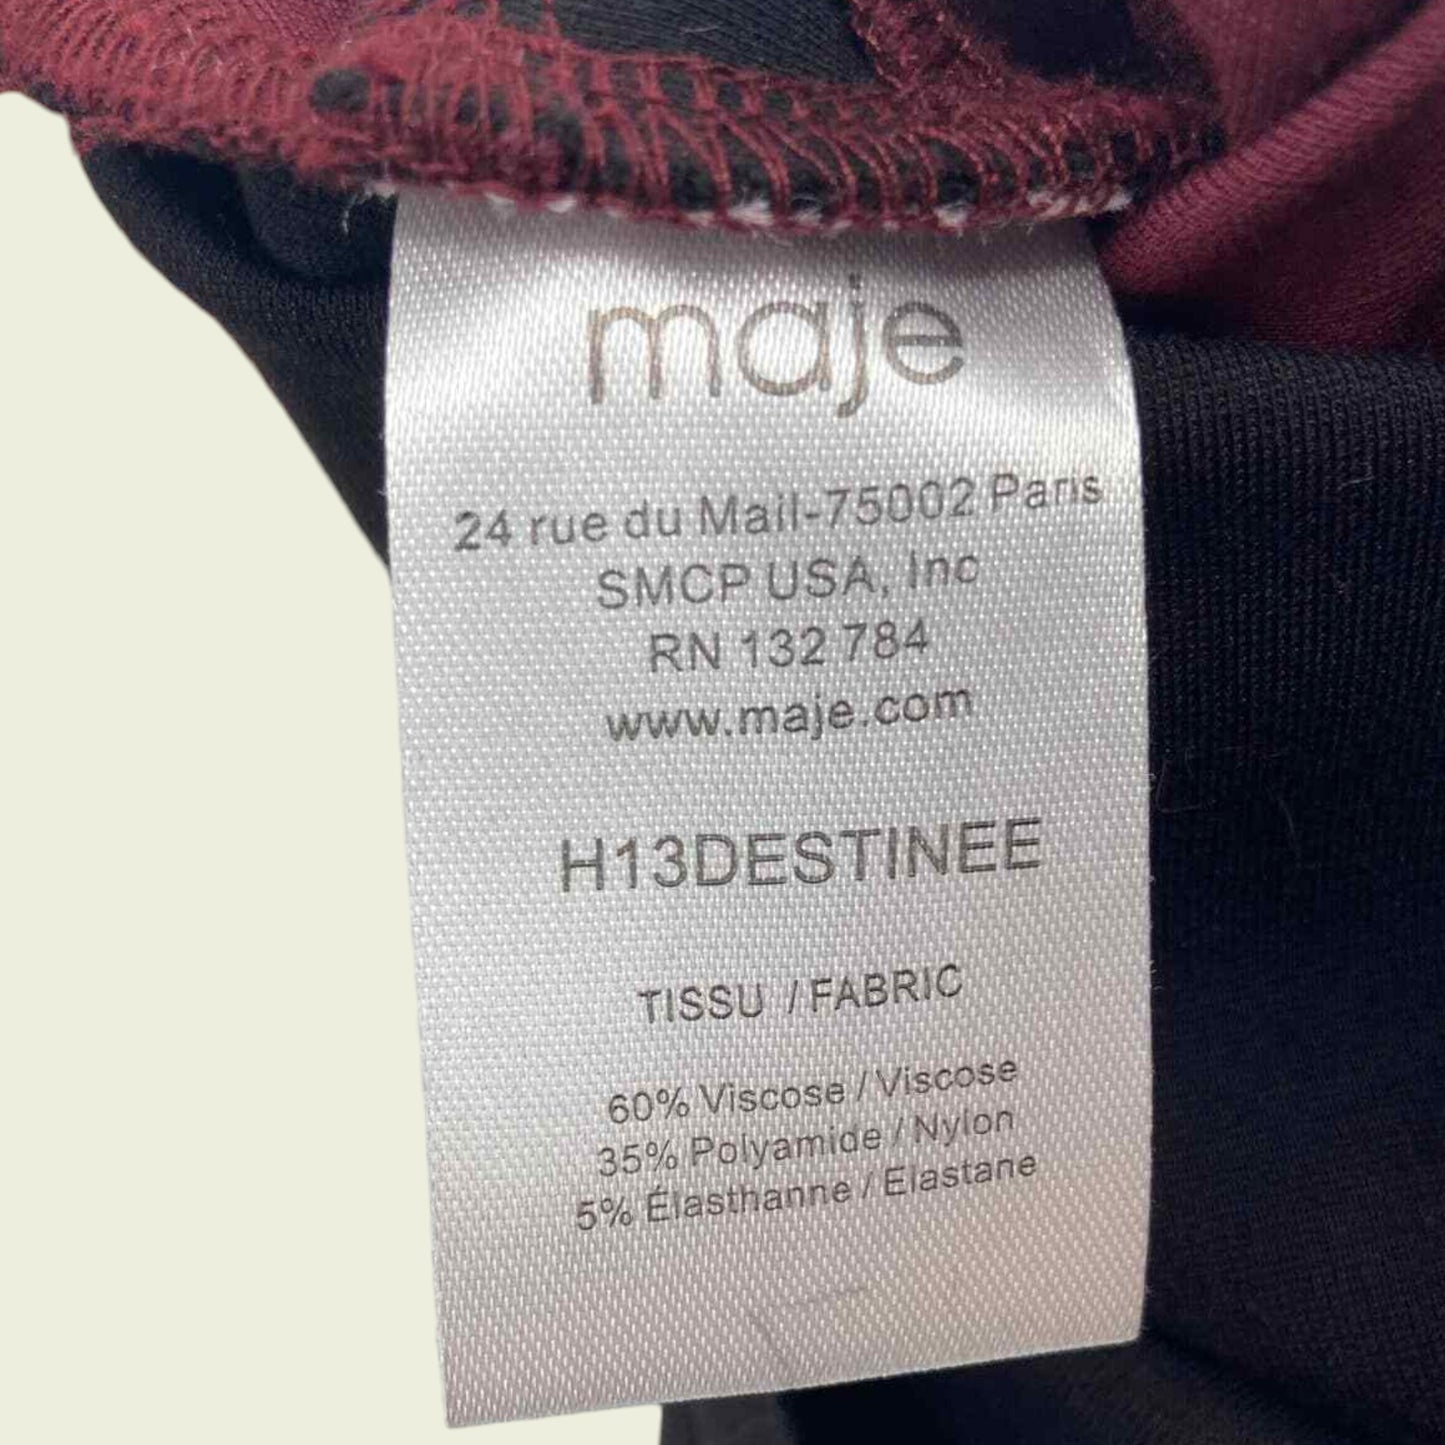 maje
24 rue du Mail-75002 Paris
SMCP USA, Inc
RN 132 784
www.maje.com
H13DESTINEE
TISSU / FABRIC
60% Viscose / Viscose
35% Polyamide / Nylon
5% Élasthanne / Elastane